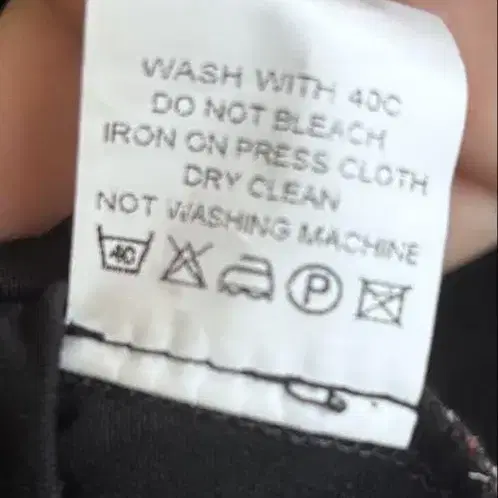 WASH WITH 40C
DO NOT BLEACH
IRON ON PRESS CLOTH
DRY CLEAN
NOT WASHING MACHINE
40 P